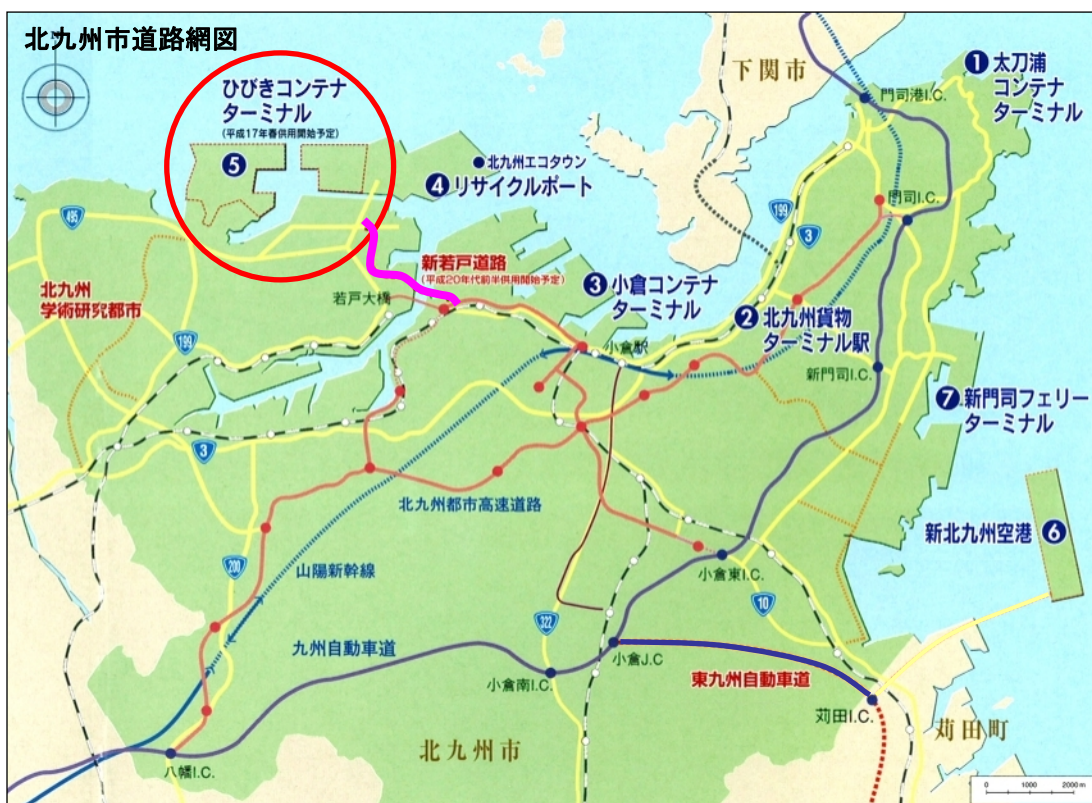 北九州市道路網図
ひびきコンテナ
ターミナル
(平成17年春供用開始予定)
❺
北九州エコタウン
❹リサイクルポート
下関市
門司港I.C.
❶太刀浦
コンテナ
ターミナル
門司I.C.
199
3
495
新若戸道路
(平成20年代前半供用開始予定)
若戸大橋
❸小倉コンテナ
ターミナル
北九州
学術研究都市
199
小倉駅
❷北九州貨物
ターミナル駅
新門司I.C.
❼新門司フェリー
ターミナル
3
北九州都市高速道路
新北九州空港❻
200
山陽新幹線
小倉東I.C.
10
322
九州自動車道
小倉J.C
小倉南I.C.
東九州自動車道
苅田I.C.
苅田町
北九州市
八幡I.C.
0 1000 2000m